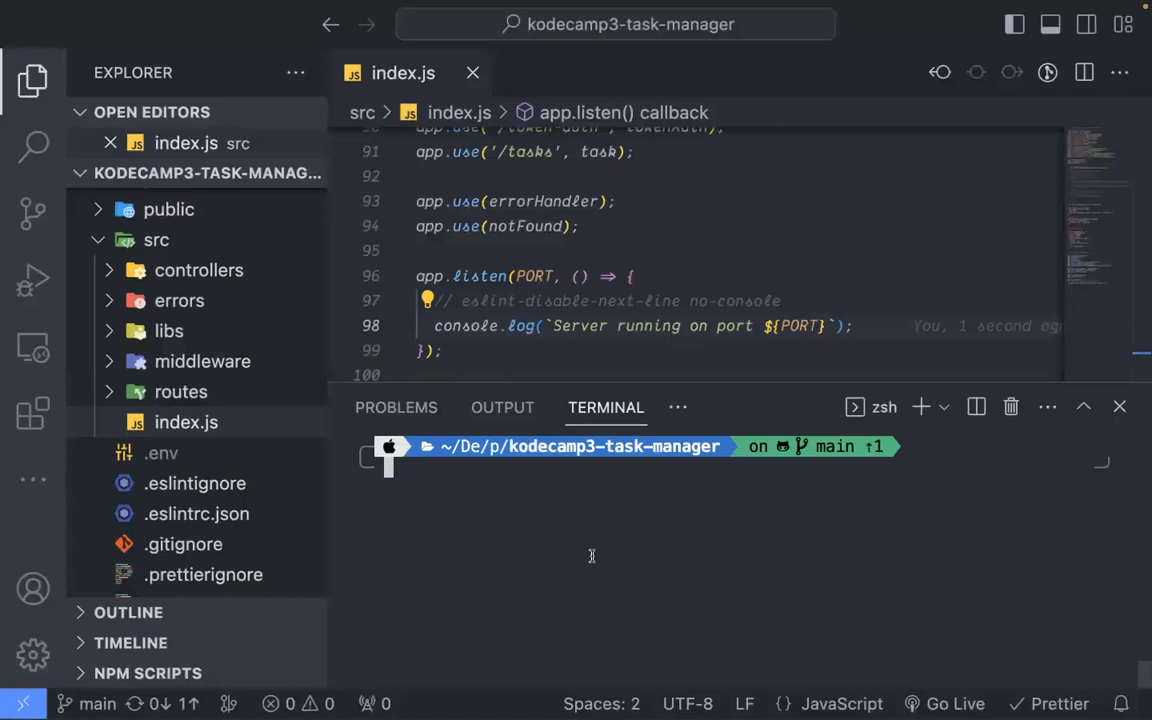 kodecamp3-task-manager
EXPLORER
OPEN EDITORS
index.js src
KODECAMP3-TASK-MANAG...
public
src
controllers
errors
libs
middleware
routes
index.js
.env
.eslintignore
.eslintrc.json
.gitignore
.prettierignore
OUTLINE
TIMELINE
NPM SCRIPTS
index.js
src > index.js > app.listen() callback
91 app.use('/tasks', task);
92
93 app.use(errorHandler);
94 app.use(notFound);
95
96 app.listen(PORT, () => {
97 // eslint-disable-next-line no-console
98 console.log(`Server running on port ${PORT}`); You, 1 second ago
99 });
100
PROBLEMS OUTPUT TERMINAL zsh
~/De/p/kodecamp3-task-manager on main ↑1
main 0↓ 1↑ 0 0 0 Spaces: 2 UTF-8 LF {} JavaScript Go Live Prettier